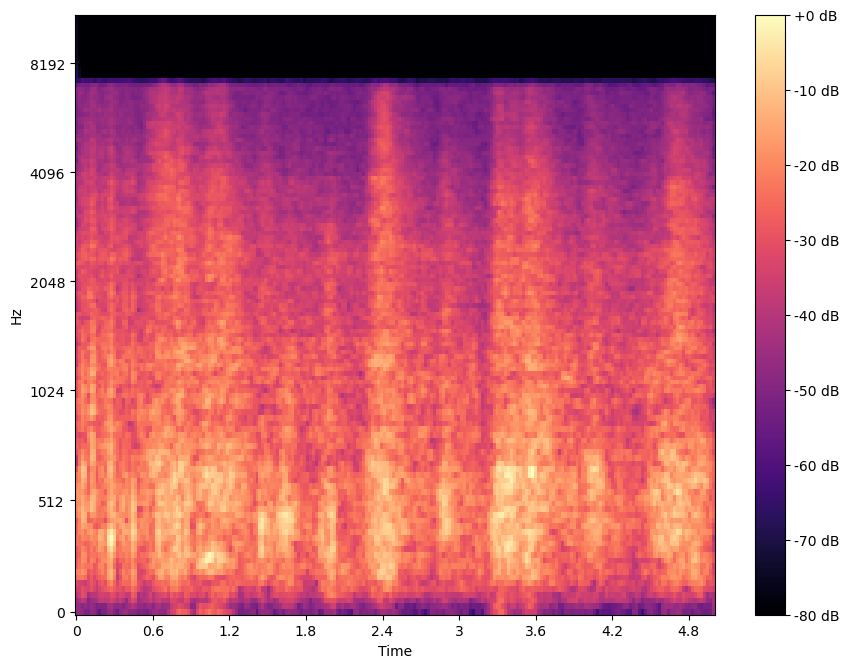 +0 dB
8192
-10 dB
4096
-20 dB
-30 dB
2048
Hz
-40 dB
1024
-50 dB
-60 dB
512
-70 dB
0
-80 dB
0 0.6 1.2 1.8 2.4 3 3.6 4.2 4.8
Time